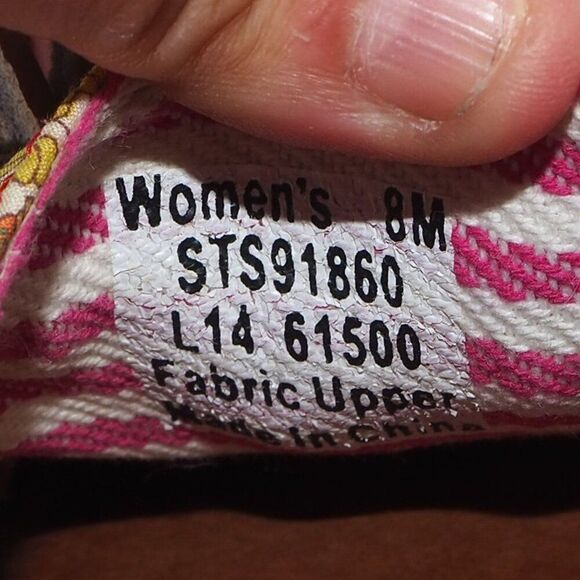 Women's 8M
STS91860
L14 61500
Fabric Upper
Made in China